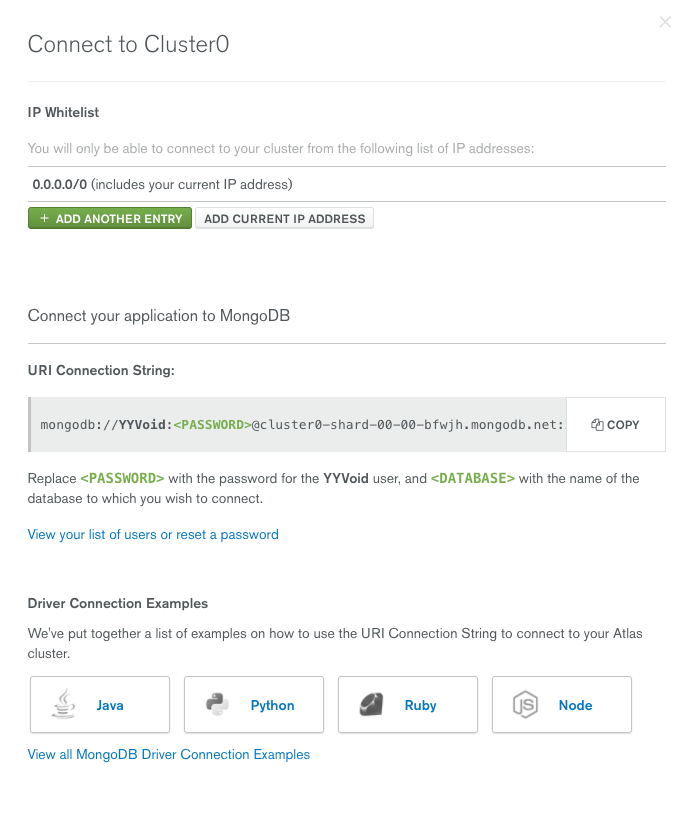 Connect to Cluster0
IP Whitelist
You will only be able to connect to your cluster from the following list of IP addresses:
0.0.0.0/0 (includes your current IP address)
+ ADD ANOTHER ENTRY ADD CURRENT IP ADDRESS
Connect your application to MongoDB
URI Connection String:
mongodb://YYVoid:<PASSWORD>@cluster0-shard-00-00-bfwjh.mongodb.net: COPY
Replace <PASSWORD> with the password for the YYVoid user, and <DATABASE> with the name of the
database to which you wish to connect.
View your list of users or reset a password
Driver Connection Examples
We've put together a list of examples on how to use the URI Connection String to connect to your Atlas
cluster.
Java Python Ruby JS Node
View all MongoDB Driver Connection Examples